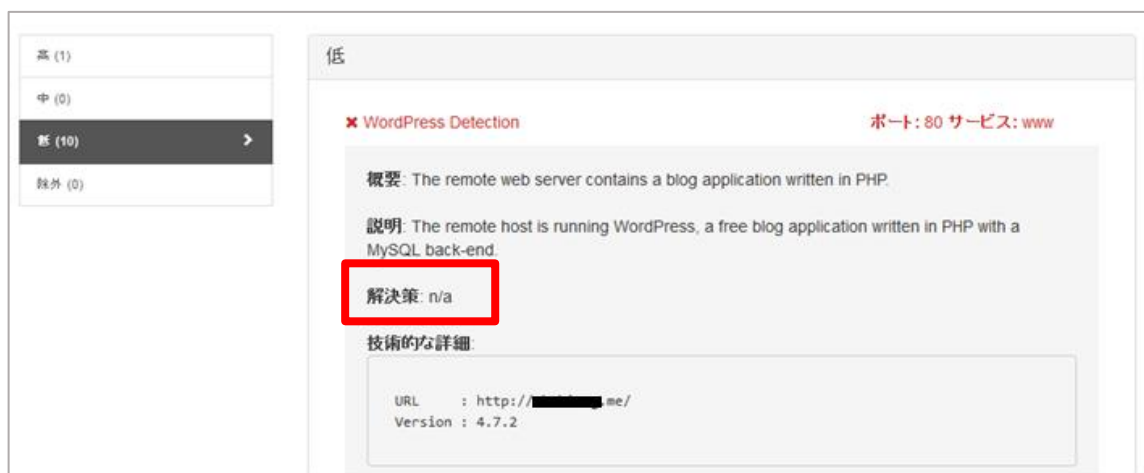 高 (1)
中 (0)
低 (10)
除外 (0)
低
✖ WordPress Detection
ポート: 80 サービス: www
概要: The remote web server contains a blog application written in PHP.
説明: The remote host is running WordPress, a free blog application written in PHP with a
MySQL back-end.
解決策: n/a
技術的な詳細:
URL : http:// .me/
Version : 4.7.2